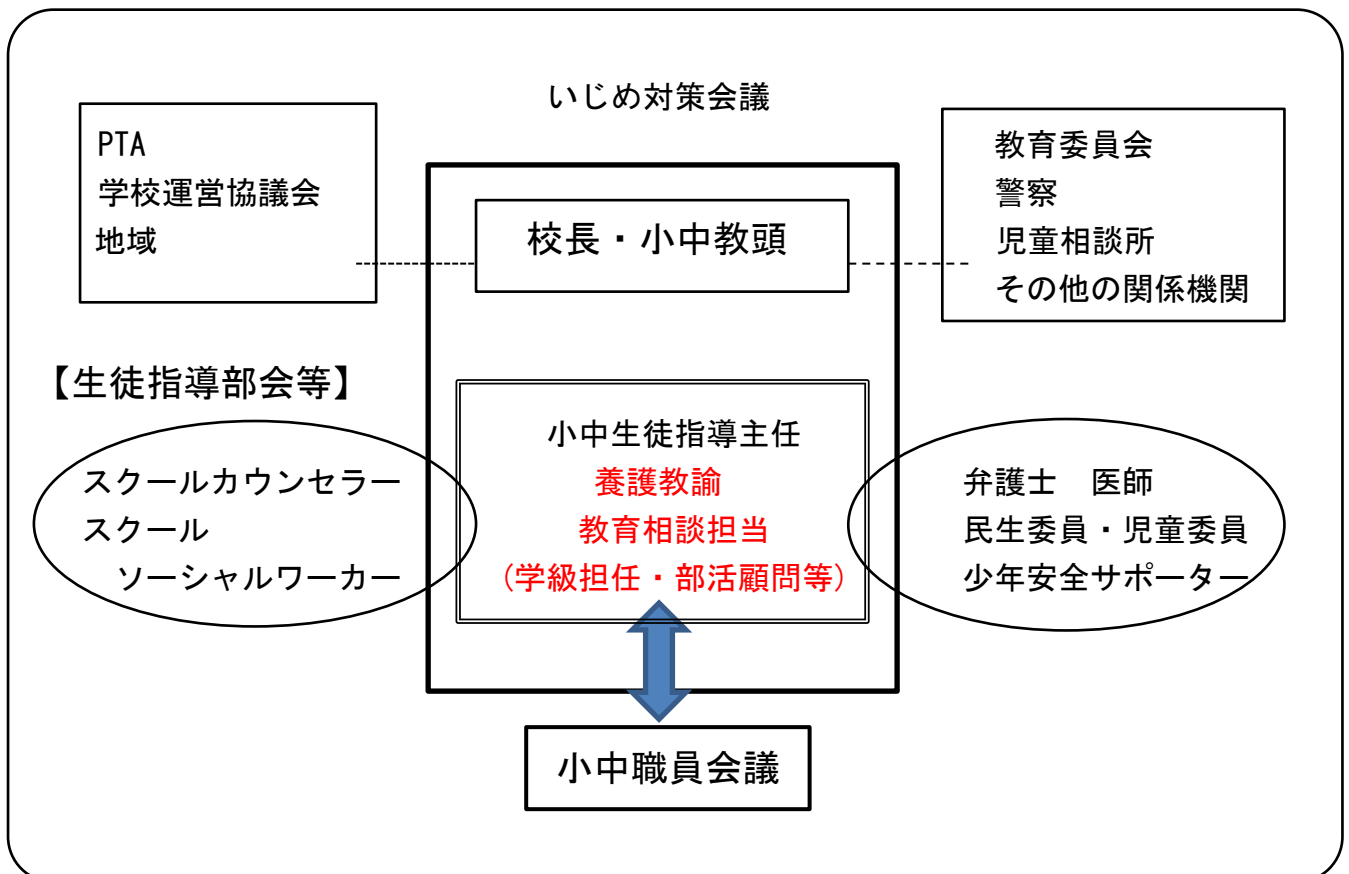 いじめ対策会議
PTA
学校運営協議会
地域
校長・小中教頭
教育委員会
警察
児童相談所
その他の関係機関
【生徒指導部会等】
スクールカウンセラー
スクール
ソーシャルワーカー
小中生徒指導主任
養護教諭
教育相談担当
(学級担任・部活顧問等)
弁護士　医師
民生委員・児童委員
少年安全サポーター
小中職員会議